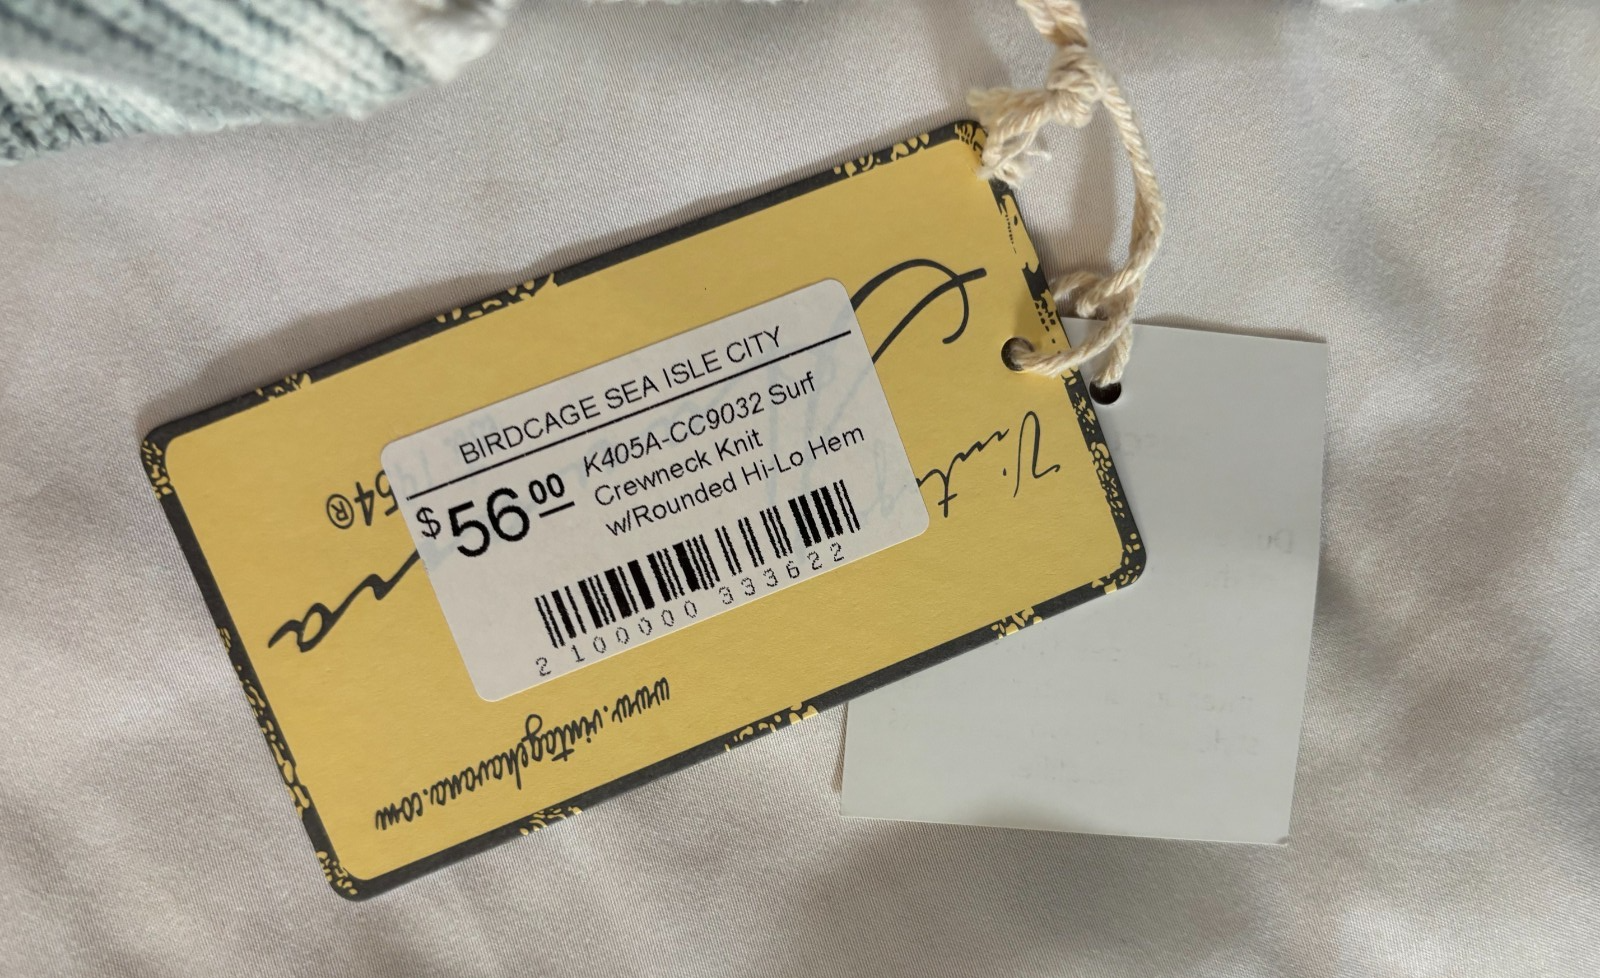 BIRDCAGE SEA ISLE CITY
$56.00
K405A-CC9032 Surf
Crewneck Knit
w/Rounded Hi-Lo Hem
2 100000 333622
54®
www.vintagehavana.com